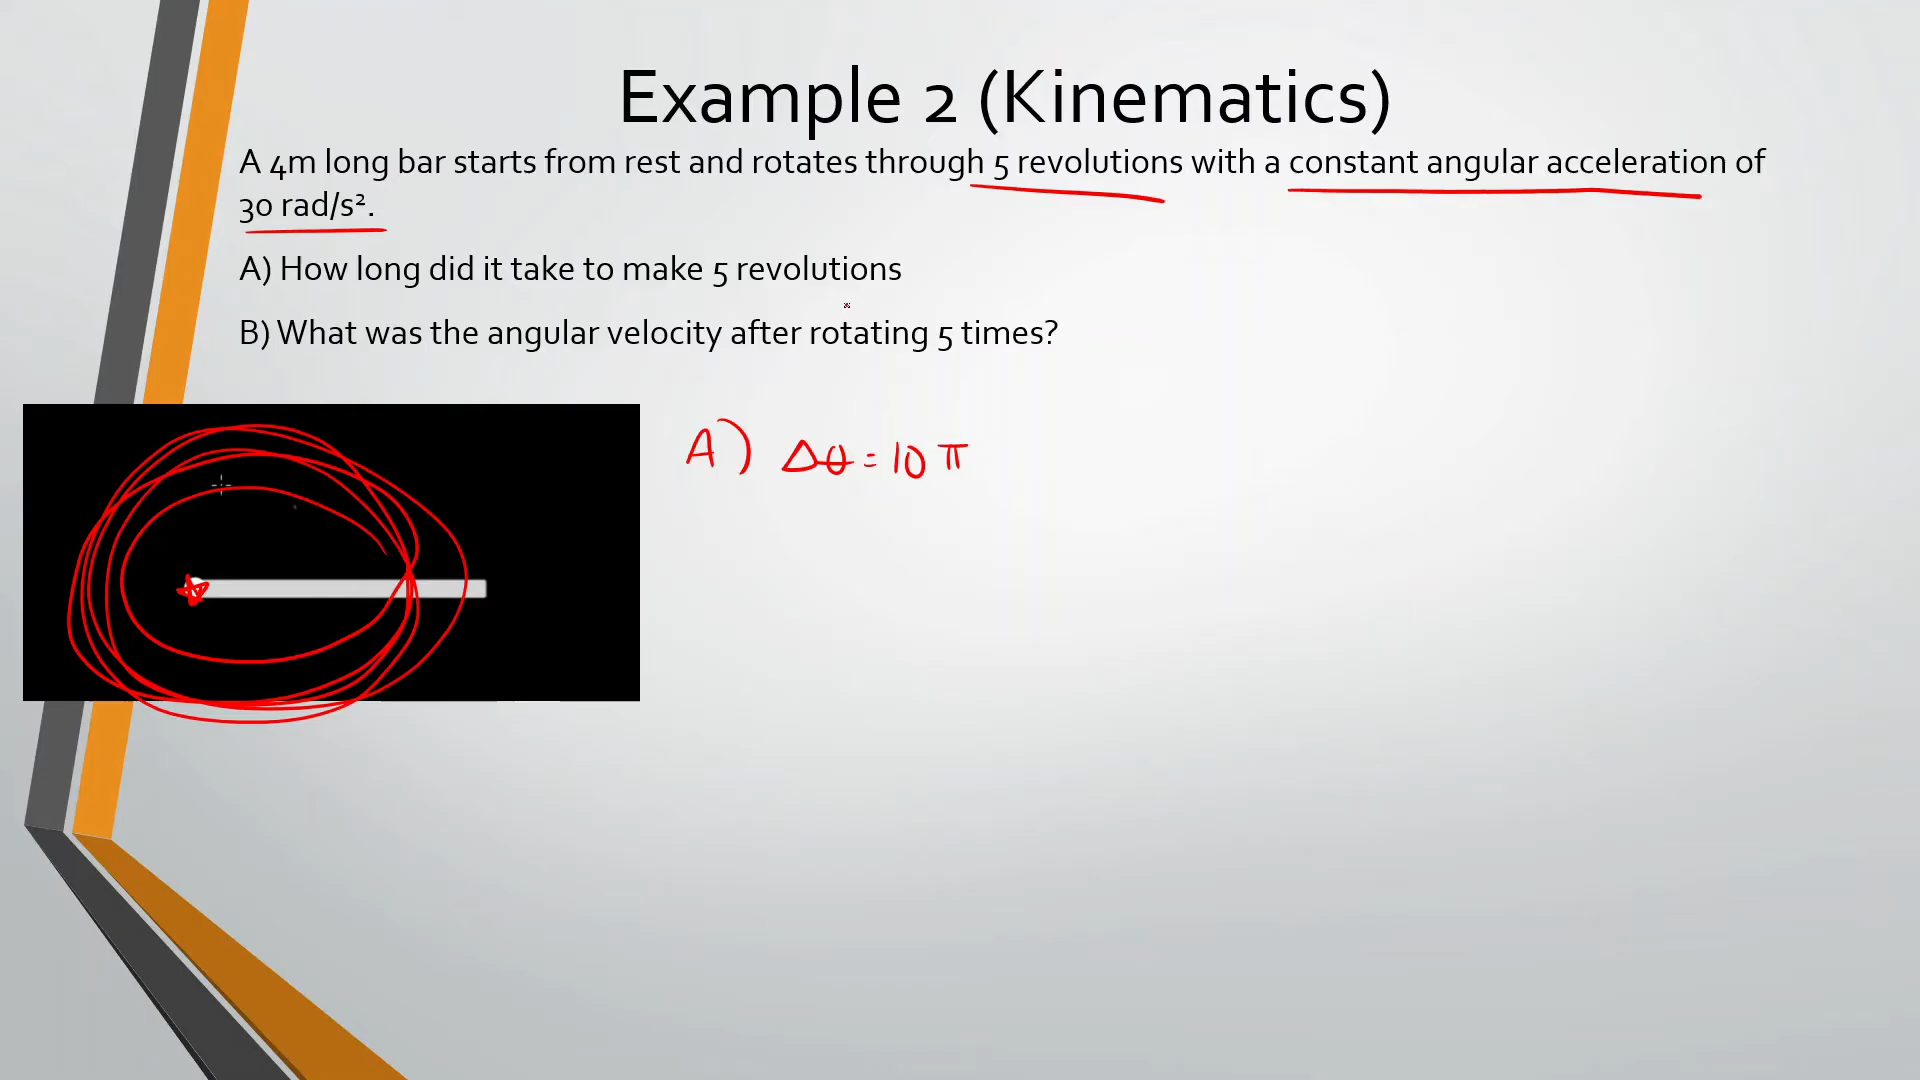 Example 2 (Kinematics)
A 4m long bar starts from rest and rotates through 5 revolutions with a constant angular acceleration of
30 rad/s².
A) How long did it take to make 5 revolutions
B) What was the angular velocity after rotating 5 times?
A) Δθ = 10 π